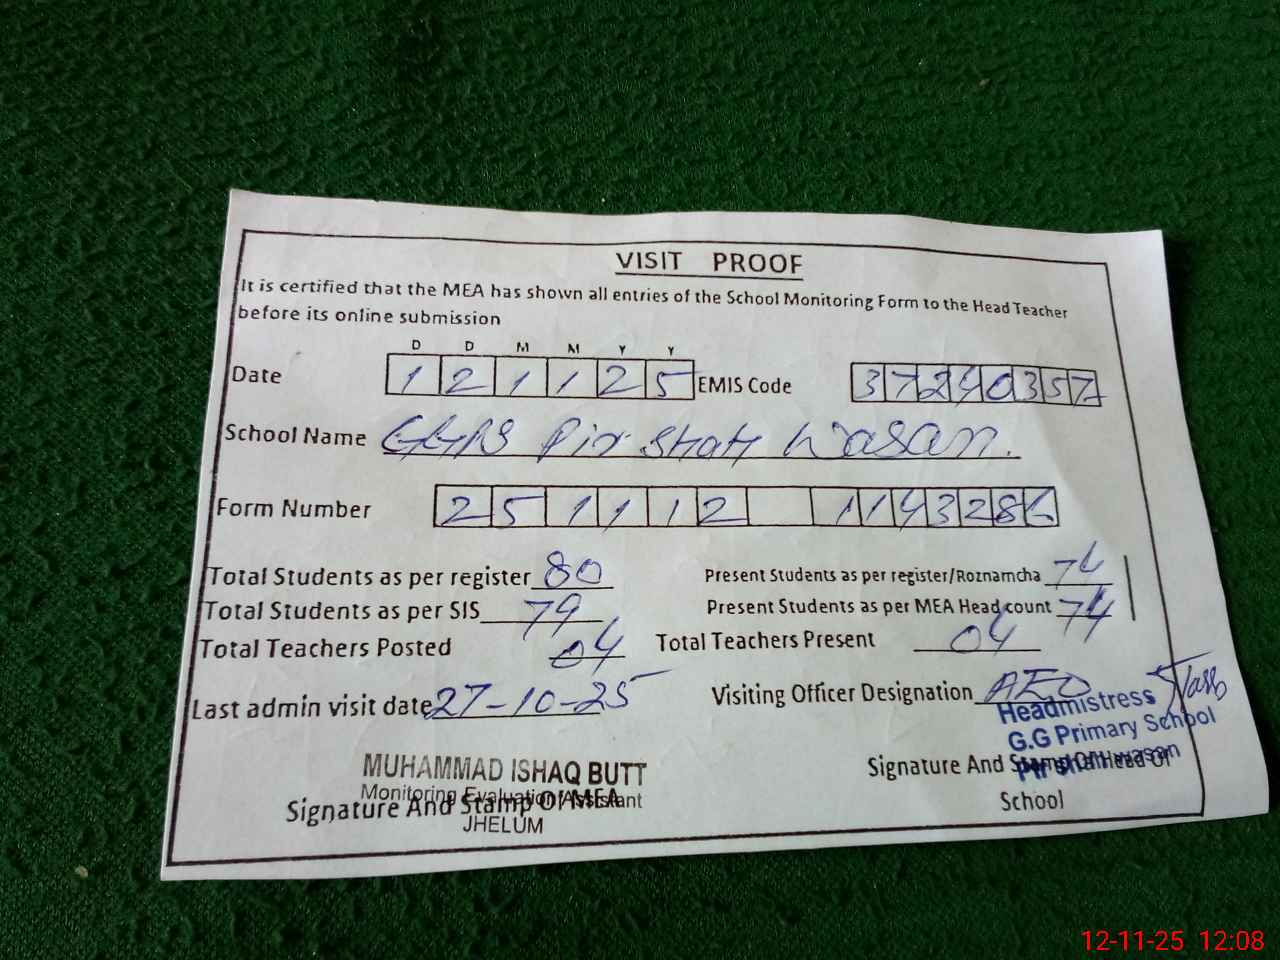 VISIT PROOF
It is certified that the MEA has shown all entries of the School Monitoring Form to the Head Teacher
before its online submission
D D M M Y Y
Date 1 2 1 1 2 5 EMIS Code 3 7 2 4 0 3 5 7
School Name GGPS Pir Shah Wasan.
Form Number 2 5 1 1 1 2 1 1 4 3 2 8 6
Total Students as per register 80 Present Students as per register/Roznamcha 74
Total Students as per SIS 79 Present Students as per MEA Head count 74
Total Teachers Posted 04 Total Teachers Present 04
Last admin visit date 27-10-25 Visiting Officer Designation AEO
Headmistress
G.G Primary School
Pir Shah wasan
Signature And Stamp Of Head Of
School
MUHAMMAD ISHAQ BUTT
Monitoring Evaluation Assistant
Signature And Stamp Of MEA
JHELUM
12-11-25 12:08